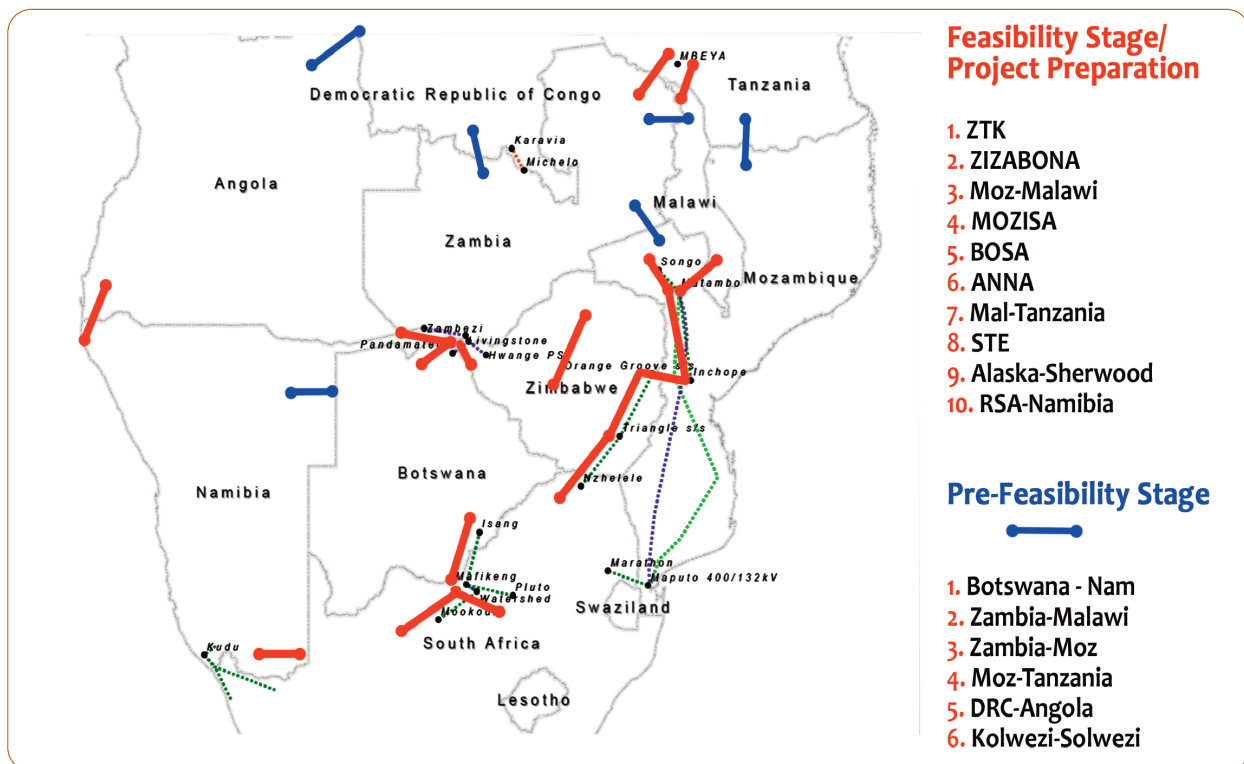 MBEYA
Tanzania
Democratic Republic of Congo
Karavia
Michelo
Angola
Malawi
Zambia
Songo
Mozambique
Matambo
Zambezi
Livingstone
Hwange PS
Orange Groove s/s
Inchope
Zimbabwe
Triangle s/s
Botswana
Nzhelele
Namibia
Isang
Marathon
Maputo 400/132kV
Mafikeng
Pluto
Watershed
Swaziland
South Africa
Kudu
Lesotho
Feasibility Stage/
Project Preparation
1. ZTK
2. ZIZABONA
3. Moz-Malawi
4. MOZISA
5. BOSA
6. ANNA
7. Mal-Tanzania
8. STE
9. Alaska-Sherwood
10. RSA-Namibia
Pre-Feasibility Stage
1. Botswana - Nam
2. Zambia-Malawi
3. Zambia-Moz
4. Moz-Tanzania
5. DRC-Angola
6. Kolwezi-Solwezi